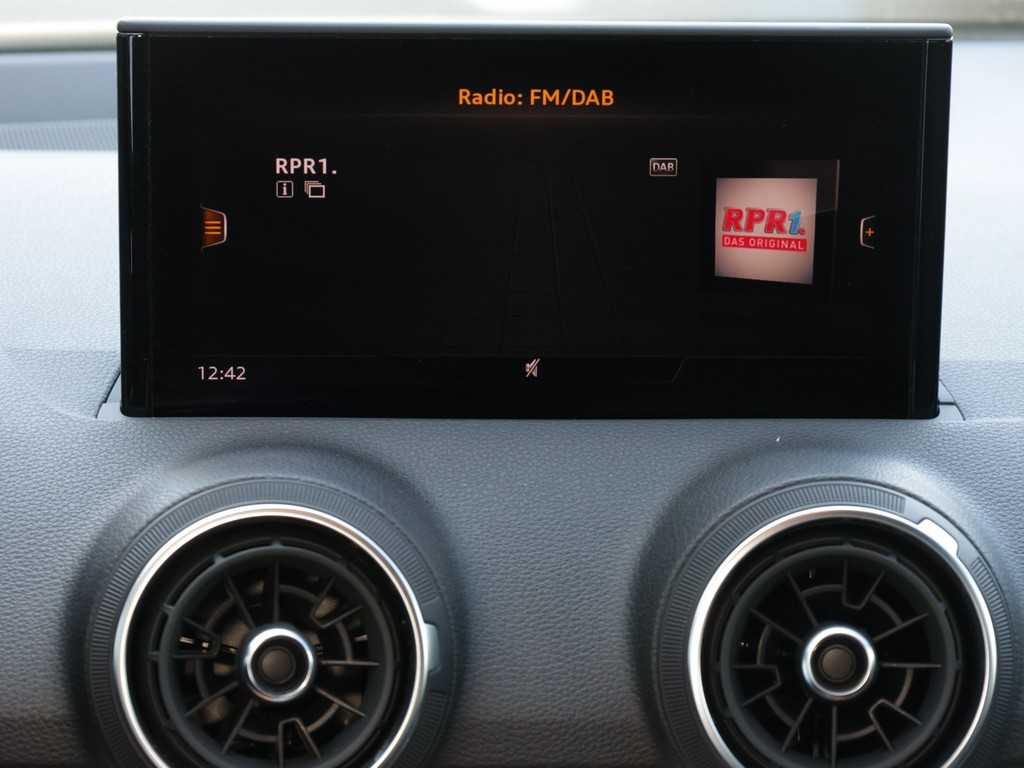 Radio: FM/DAB
RPR1.
DAB
RPR1.
DAS ORIGINAL
12:42